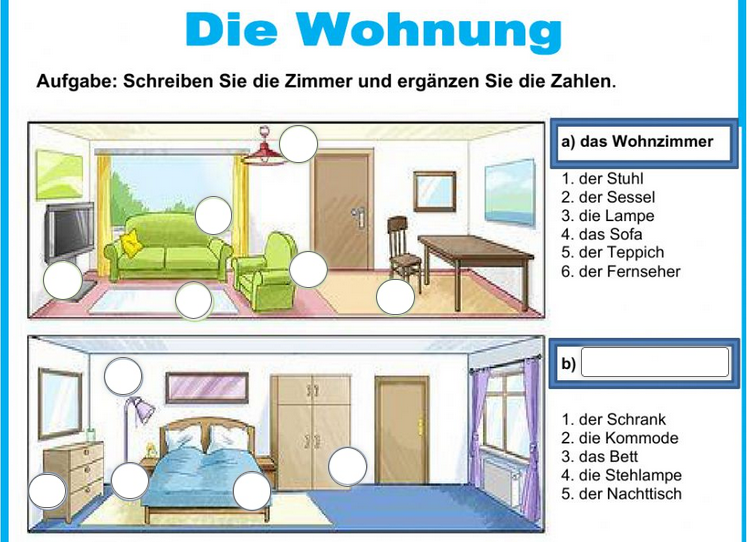 Die Wohnung
Aufgabe: Schreiben Sie die Zimmer und ergänzen Sie die Zahlen.
a) das Wohnzimmer
1. der Stuhl
2. der Sessel
3. die Lampe
4. das Sofa
5. der Teppich
6. der Fernseher
b)
1. der Schrank
2. die Kommode
3. das Bett
4. die Stehlampe
5. der Nachttisch